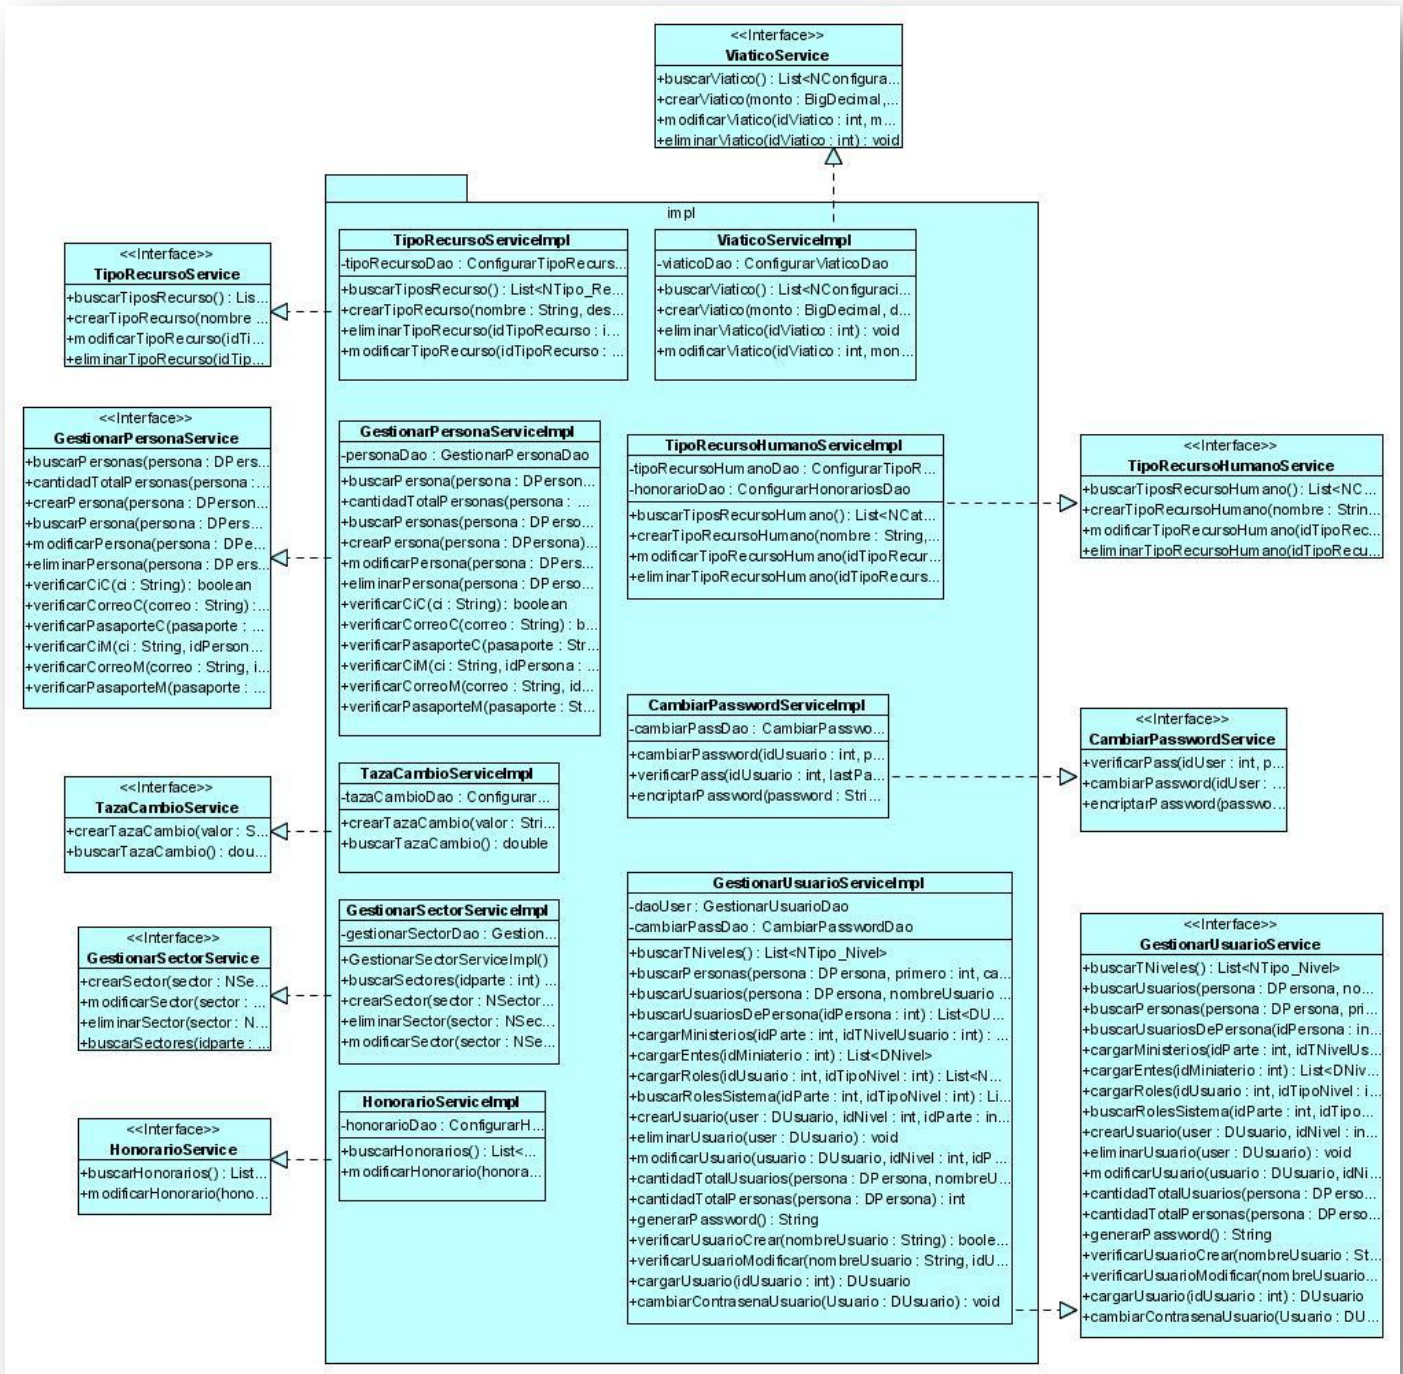 <<Interface>>
ViaticoService
+buscarViatico() : List<NConfigura...
+crearViatico(monto : BigDecimal,...
+modificarViatico(idViatico : int, m...
+eliminarViatico(idViatico : int) : void
impl
<<Interface>>
TipoRecursoService
+buscarTiposRecurso() : Lis...
+crearTipoRecurso(nombre ...
+modificarTipoRecurso(idTi...
+eliminarTipoRecurso(idTip...
TipoRecursoServiceImpl
-tipoRecursoDao : ConfigurarTipoRecurs...
+buscarTiposRecurso() : List<NTipo_Re...
+crearTipoRecurso(nombre : String, des...
+eliminarTipoRecurso(idTipoRecurso : i...
+modificarTipoRecurso(idTipoRecurso : ...
ViaticoServiceImpl
-viaticoDao : ConfigurarViaticoDao
+buscarViatico() : List<NConfiguraci...
+crearViatico(monto : BigDecimal, d...
+eliminarViatico(idViatico : int) : void
+modificarViatico(idViatico : int, mon...
<<Interface>>
GestionarPersonaService
+buscarPersonas(persona : DPers...
+cantidadTotalPersonas(persona :...
+crearPersona(persona : DPerson...
+buscarPersona(persona : DPers...
+modificarPersona(persona : DPe...
+eliminarPersona(persona : DPers...
+verificarCiC(ci : String) : boolean
+verificarCorreoC(correo : String) :...
+verificarPasaporteC(pasaporte : ...
+verificarCiM(ci : String, idPerson...
+verificarCorreoM(correo : String, i...
+verificarPasaporteM(pasaporte : ...
GestionarPersonaServiceImpl
-personaDao : GestionarPersonaDao
+buscarPersona(persona : DPerson...
+cantidadTotalPersonas(persona : ...
+buscarPersonas(persona : DPerso...
+crearPersona(persona : DPersona)...
+modificarPersona(persona : DPers...
+eliminarPersona(persona : DPerso...
+verificarCiC(ci : String) : boolean
+verificarCorreoC(correo : String) : b...
+verificarPasaporteC(pasaporte : Str...
+verificarCiM(ci : String, idPersona : ...
+verificarCorreoM(correo : String, id...
+verificarPasaporteM(pasaporte : St...
TipoRecursoHumanoServiceImpl
-tipoRecursoHumanoDao : ConfigurarTipoR...
-honorarioDao : ConfigurarHonorariosDao
+buscarTiposRecursoHumano() : List<NCat...
+crearTipoRecursoHumano(nombre : String,...
+modificarTipoRecursoHumano(idTipoRecur...
+eliminarTipoRecursoHumano(idTipoRecurs...
<<Interface>>
TipoRecursoHumanoService
+buscarTiposRecursoHumano() : List<NC...
+crearTipoRecursoHumano(nombre : Strin...
+modificarTipoRecursoHumano(idTipoRec...
+eliminarTipoRecursoHumano(idTipoRecu...
CambiarPasswordServiceImpl
-cambiarPassDao : CambiarPasswo...
+cambiarPassword(idUsuario : int, p...
+verificarPass(idUsuario : int, lastPa...
+encriptarPassword(password : Stri...
<<Interface>>
CambiarPasswordService
+verificarPass(idUser : int, p...
+cambiarPassword(idUser : ...
+encriptarPassword(passwo...
<<Interface>>
TazaCambioService
+crearTazaCambio(valor : S...
+buscarTazaCambio() : dou...
TazaCambioServiceImpl
-tazaCambioDao : Configurar...
+crearTazaCambio(valor : Stri...
+buscarTazaCambio() : double
<<Interface>>
GestionarSectorService
+crearSector(sector : NSe...
+modificarSector(sector : ...
+eliminarSector(sector : N...
+buscarSectores(idparte : ...
GestionarSectorServiceImpl
-gestionarSectorDao : Gestion...
+GestionarSectorServiceImpl()
+buscarSectores(idparte : int) ...
+crearSector(sector : NSector...
+eliminarSector(sector : NSec...
+modificarSector(sector : NSe...
GestionarUsuarioServiceImpl
-daoUser : GestionarUsuarioDao
-cambiarPassDao : CambiarPasswordDao
+buscarTNiveles() : List<NTipo_Nivel>
+buscarPersonas(persona : DPersona, primero : int, ca...
+buscarUsuarios(persona : DPersona, nombreUsuario ...
+buscarUsuariosDePersona(idPersona : int) : List<DU...
+cargarMinisterios(idParte : int, idTNivelUsuario : int) : ...
+cargarEntes(idMiniaterio : int) : List<DNivel>
+cargarRoles(idUsuario : int, idTipoNivel : int) : List<N...
+buscarRolesSistema(idParte : int, idTipoNivel : int) : Li...
+crearUsuario(user : DUsuario, idNivel : int, idParte : in...
+eliminarUsuario(user : DUsuario) : void
+modificarUsuario(usuario : DUsuario, idNivel : int, idP...
+cantidadTotalUsuarios(persona : DPersona, nombreU...
+cantidadTotalPersonas(persona : DPersona) : int
+generarPassword() : String
+verificarUsuarioCrear(nombreUsuario : String) : boole...
+verificarUsuarioModificar(nombreUsuario : String, idU...
+cargarUsuario(idUsuario : int) : DUsuario
+cambiarContrasenaUsuario(Usuario : DUsuario) : void
<<Interface>>
GestionarUsuarioService
+buscarTNiveles() : List<NTipo_Nivel>
+buscarUsuarios(persona : DPersona, no...
+buscarPersonas(persona : DPersona, pri...
+buscarUsuariosDePersona(idPersona : in...
+cargarMinisterios(idParte : int, idTNivelUs...
+cargarEntes(idMiniaterio : int) : List<DNiv...
+cargarRoles(idUsuario : int, idTipoNivel : i...
+buscarRolesSistema(idParte : int, idTipo...
+crearUsuario(user : DUsuario, idNivel : in...
+eliminarUsuario(user : DUsuario) : void
+modificarUsuario(usuario : DUsuario, idNi...
+cantidadTotalUsuarios(persona : DPerso...
+cantidadTotalPersonas(persona : DPerso...
+generarPassword() : String
+verificarUsuarioCrear(nombreUsuario : St...
+verificarUsuarioModificar(nombreUsuario...
+cargarUsuario(idUsuario : int) : DUsuario
+cambiarContrasenaUsuario(Usuario : DU...
<<Interface>>
HonorarioService
+buscarHonorarios() : List...
+modificarHonorario(hono...
HonorarioServiceImpl
-honorarioDao : ConfigurarH...
+buscarHonorarios() : List<...
+modificarHonorario(honora...